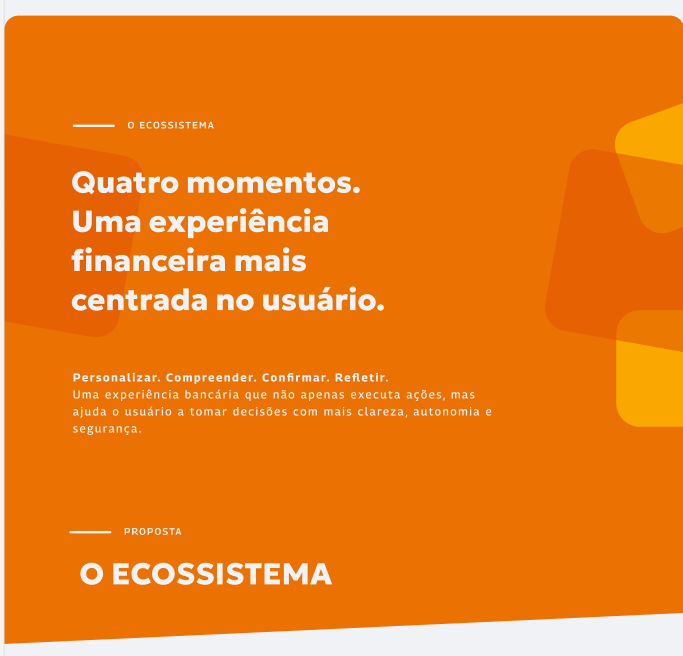 O ECOSSISTEMA
Quatro momentos.
Uma experiência
financeira mais
centrada no usuário.
Personalizar. Compreender. Confirmar. Refletir.
Uma experiência bancária que não apenas executa ações, mas
ajuda o usuário a tomar decisões com mais clareza, autonomia e
segurança.
PROPOSTA
O ECOSSISTEMA